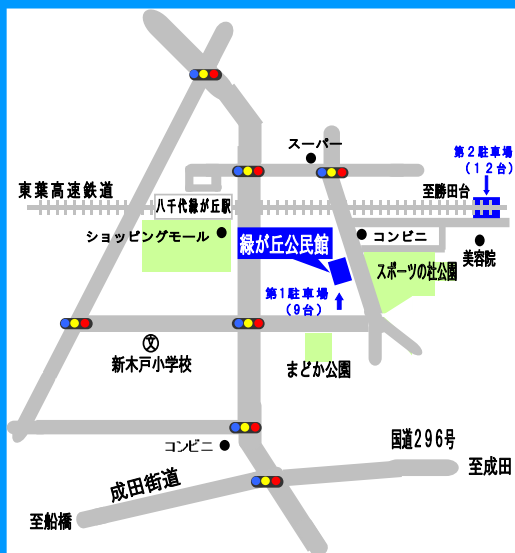 スーパー
第2駐車場
(12台)
東葉高速鉄道
至勝田台
八千代緑が丘駅
ショッピングモール
緑が丘公民館
コンビニ
美容院
スポーツの杜公園
第1駐車場
(9台)
文
新木戸小学校
まどか公園
コンビニ
国道296号
至成田
成田街道
至船橋